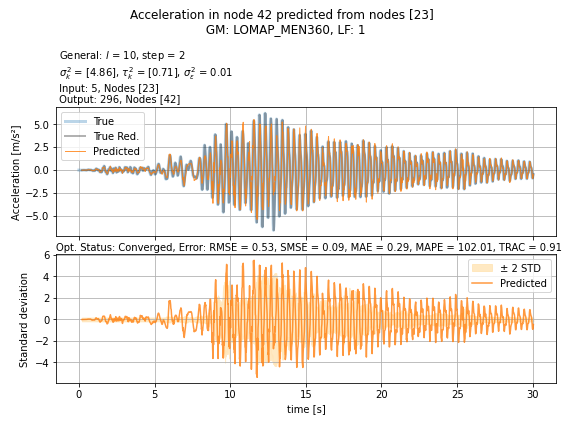 Acceleration in node 42 predicted from nodes [23]
GM: LOMAP_MEN360, LF: 1
General: l = 10, step = 2
σ²ₖ = [4.86], τ²ₖ = [0.71], σ²ε = 0.01
Input: 5, Nodes [23]
Output: 296, Nodes [42]
Acceleration [m/s²]
5.0
2.5
0.0
−2.5
−5.0
True
True Red.
Predicted
Opt. Status: Converged, Error: RMSE = 0.53, SMSE = 0.09, MAE = 0.29, MAPE = 102.01, TRAC = 0.91
Standard deviation
6
4
2
0
−2
−4
± 2 STD
Predicted
0 5 10 15 20 25 30
time [s]